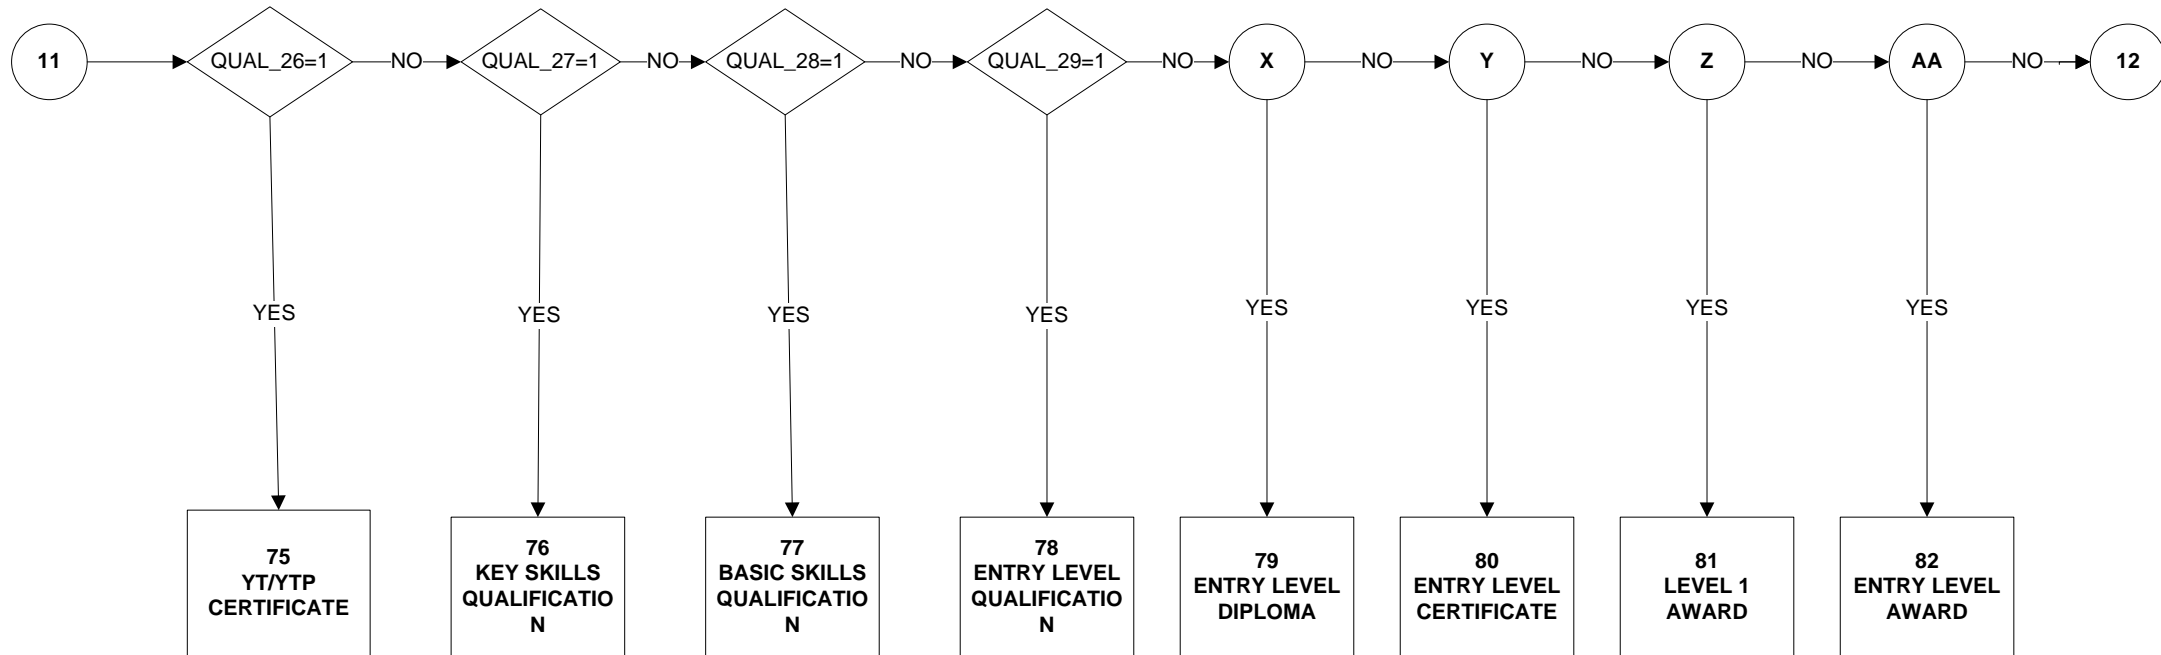 11
QUAL_26=1
NO
QUAL_27=1
NO
QUAL_28=1
NO
QUAL_29=1
NO
X
NO
Y
NO
Z
NO
AA
NO
12
YES
YES
YES
YES
YES
YES
YES
YES
75
YT/YTP
CERTIFICATE
76
KEY SKILLS
QUALIFICATIO
N
77
BASIC SKILLS
QUALIFICATIO
N
78
ENTRY LEVEL
QUALIFICATIO
N
79
ENTRY LEVEL
DIPLOMA
80
ENTRY LEVEL
CERTIFICATE
81
LEVEL 1
AWARD
82
ENTRY LEVEL
AWARD